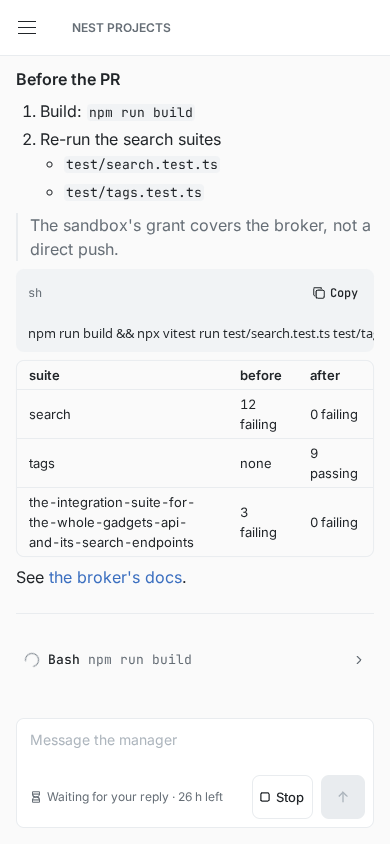 NEST PROJECTS
Before the PR
1. Build: npm run build
2. Re-run the search suites
test/search.test.ts
test/tags.test.ts
The sandbox's grant covers the broker, not a
direct push.
sh
Copy
npm run build && npx vitest run test/search.test.ts test/tag
suite before after
search 12 failing 0 failing
tags none 9 passing
the-integration-suite-for-
the-whole-gadgets-api-
and-its-search-endpoints
3 failing 0 failing
See the broker's docs.
Bash npm run build
Message the manager
Waiting for your reply · 26 h left
Stop